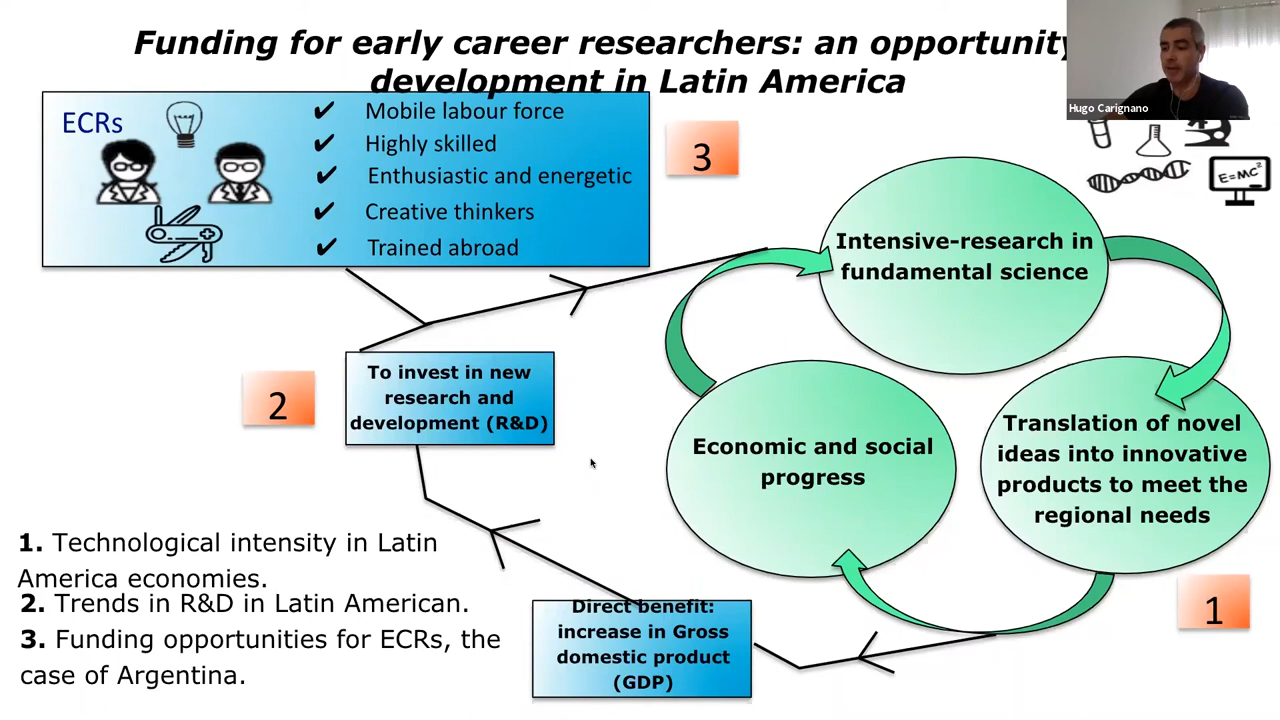 Funding for early career researchers: an opportunity
development in Latin America
Hugo Carignano
ECRs
✔ Mobile labour force
✔ Highly skilled
✔ Enthusiastic and energetic
✔ Creative thinkers
✔ Trained abroad
3
E=MC²
Intensive-research in
fundamental science
To invest in new
research and
development (R&D)
2
Economic and social
progress
Translation of novel
ideas into innovative
products to meet the
regional needs
1. Technological intensity in Latin
America economies.
2. Trends in R&D in Latin American.
3. Funding opportunities for ECRs, the
case of Argentina.
Direct benefit:
increase in Gross
domestic product
(GDP)
1